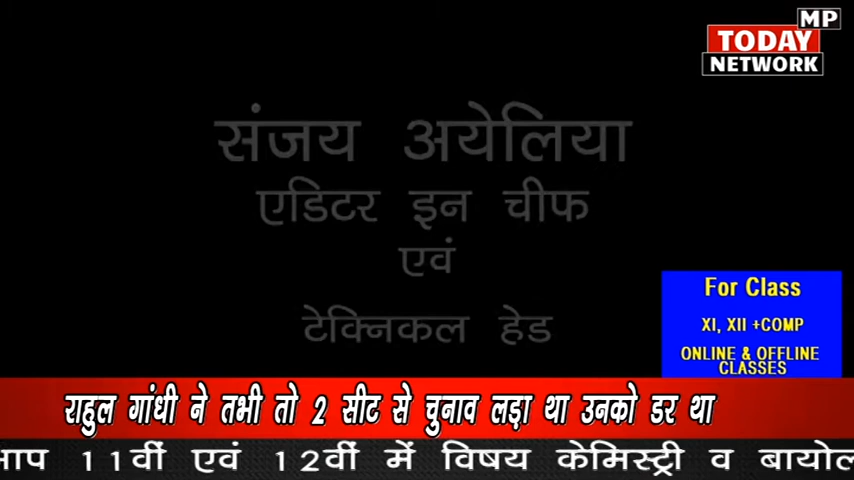 MP
TODAY
NETWORK
संजय अयेलिया
एडिटर इन चीफ
एवं
टेक्निकल हेड
For Class
XI, XII +COMP
ONLINE & OFFLINE
CLASSES
राहुल गांधी ने तभी तो 2 सीट से चुनाव लड़ा था उनको डर था
आप 11वीं एवं 12वीं में विषय केमिस्ट्री व बायोल